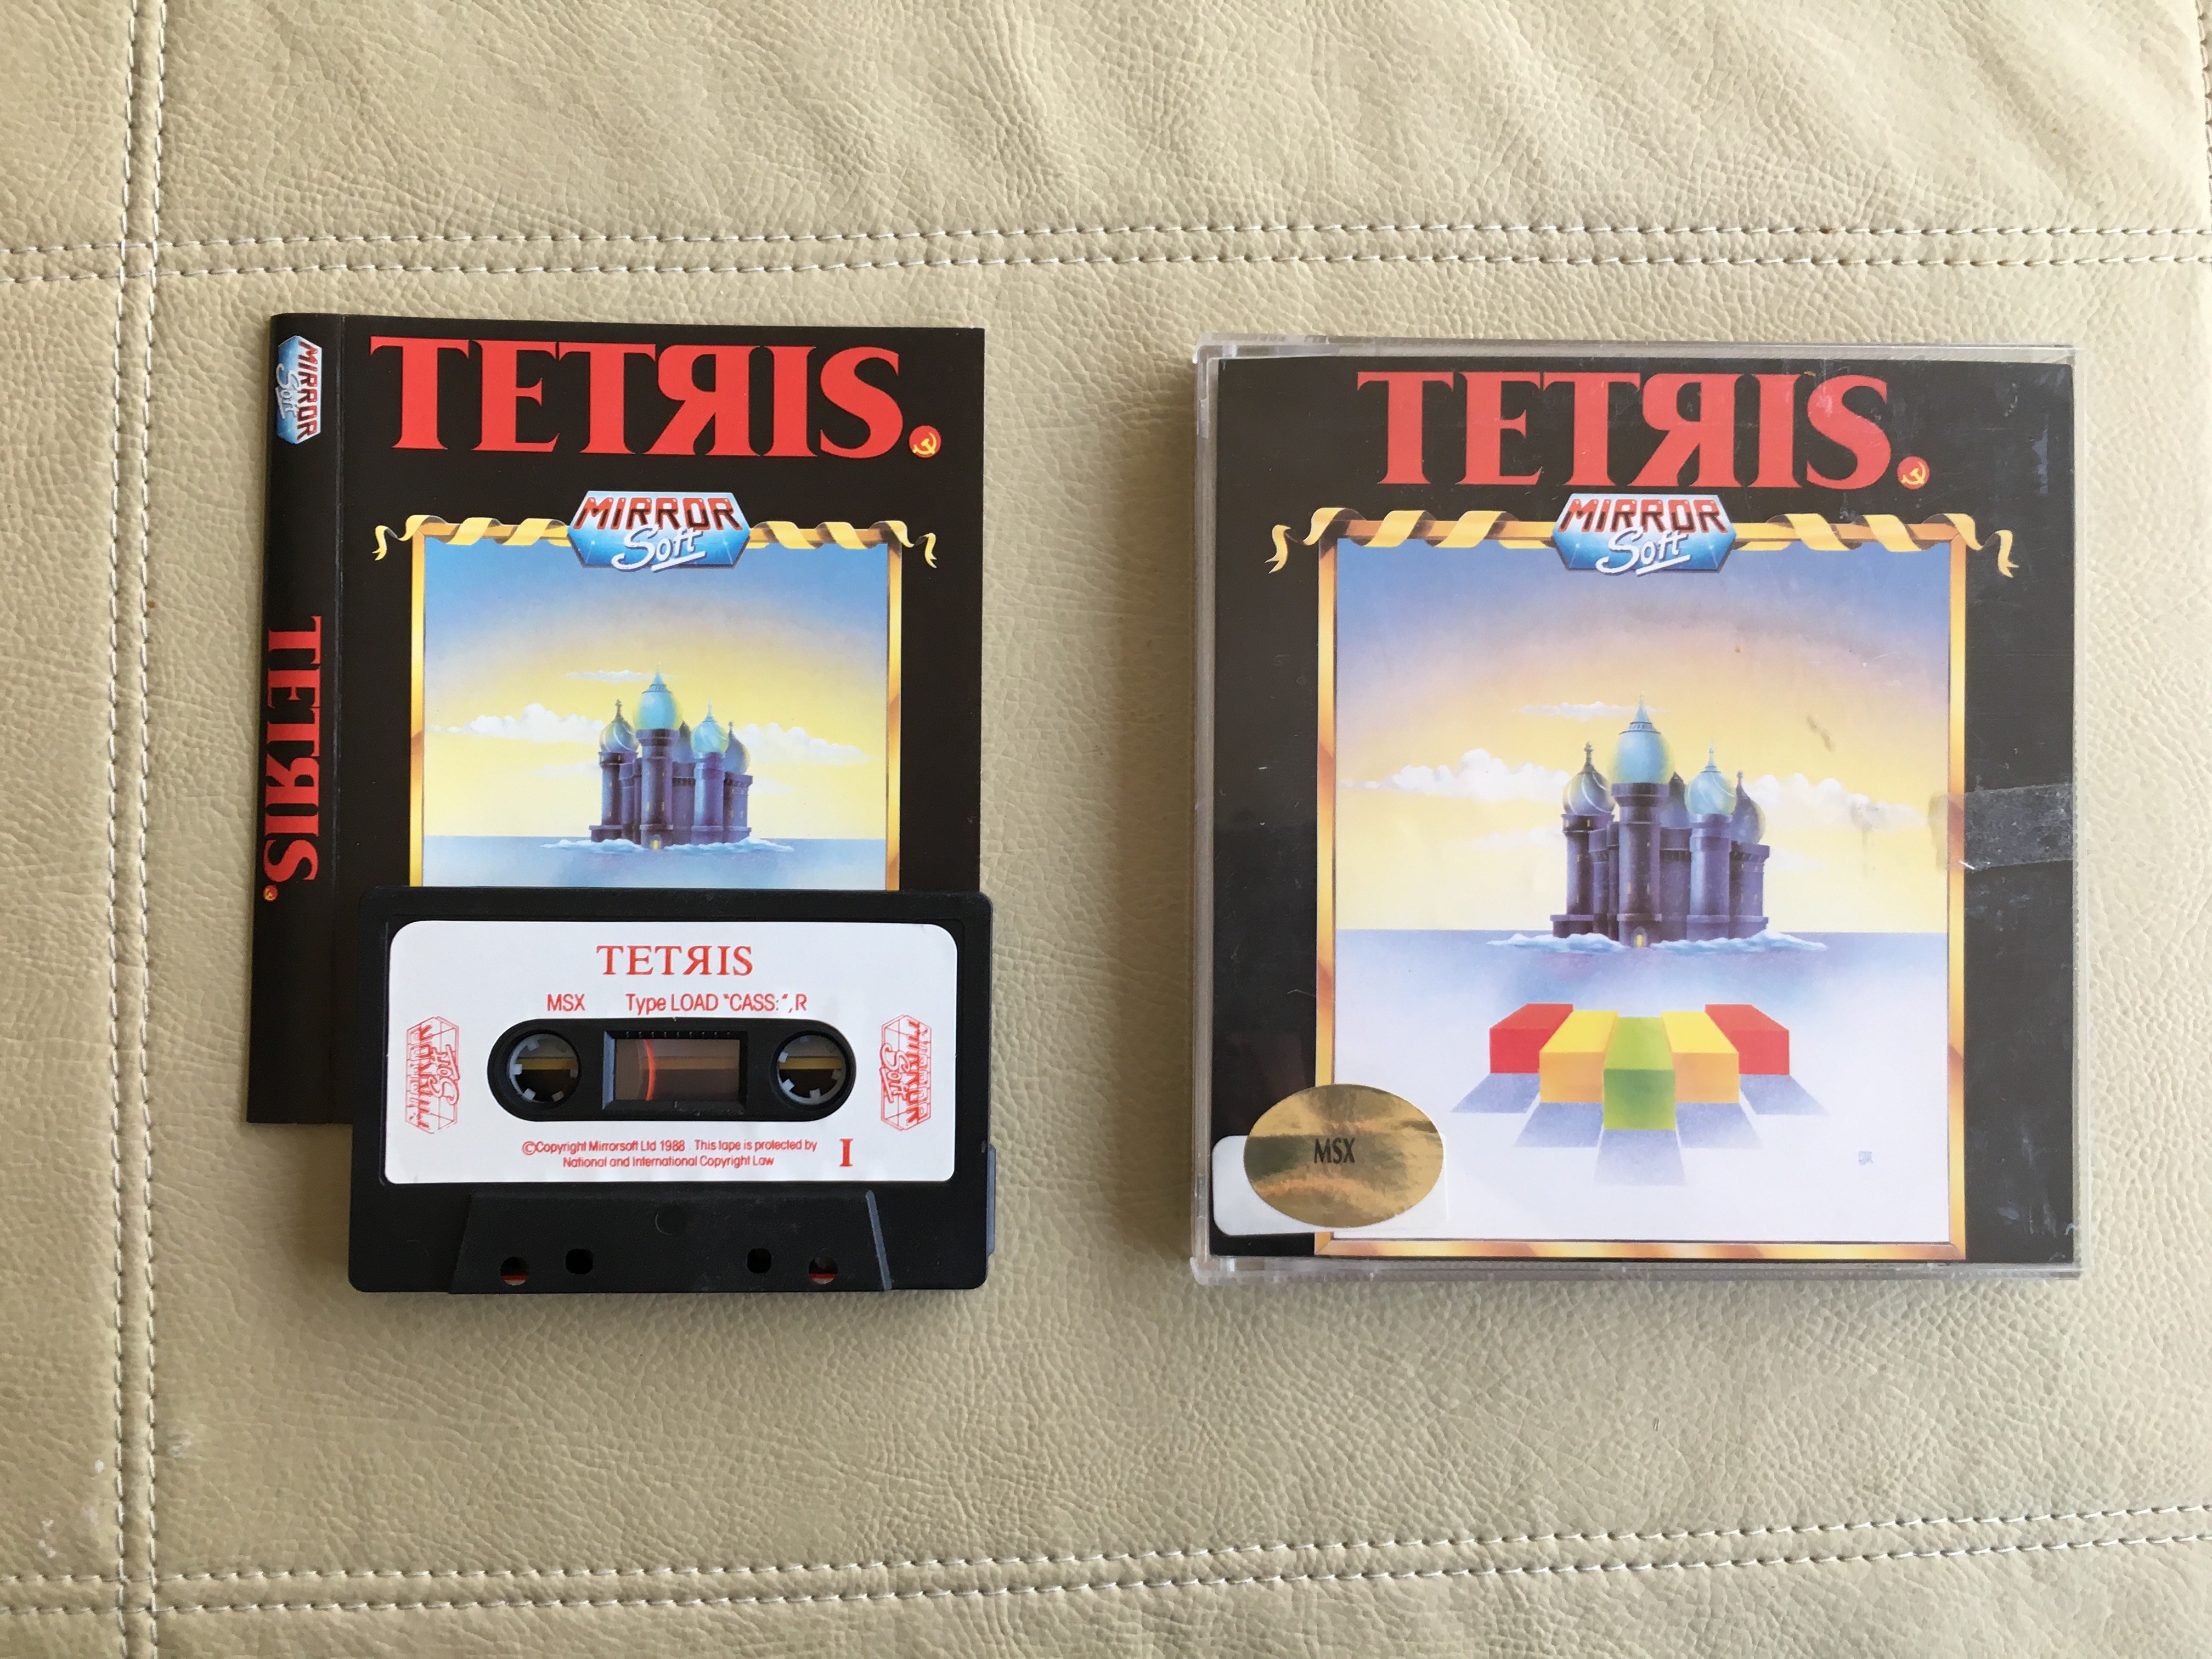 TETЯIS.
MIRROR
Soft
MIRROR
Soft
TETЯIS.
TETЯIS
MSX Type LOAD "CASS:",R
MIRROR
Soft
MIRROR
Soft
©Copyright Mirrorsoft Ltd 1988 This tape is protected by
National and International Copyright Law
I
TETЯIS.
MIRROR
Soft
MSX